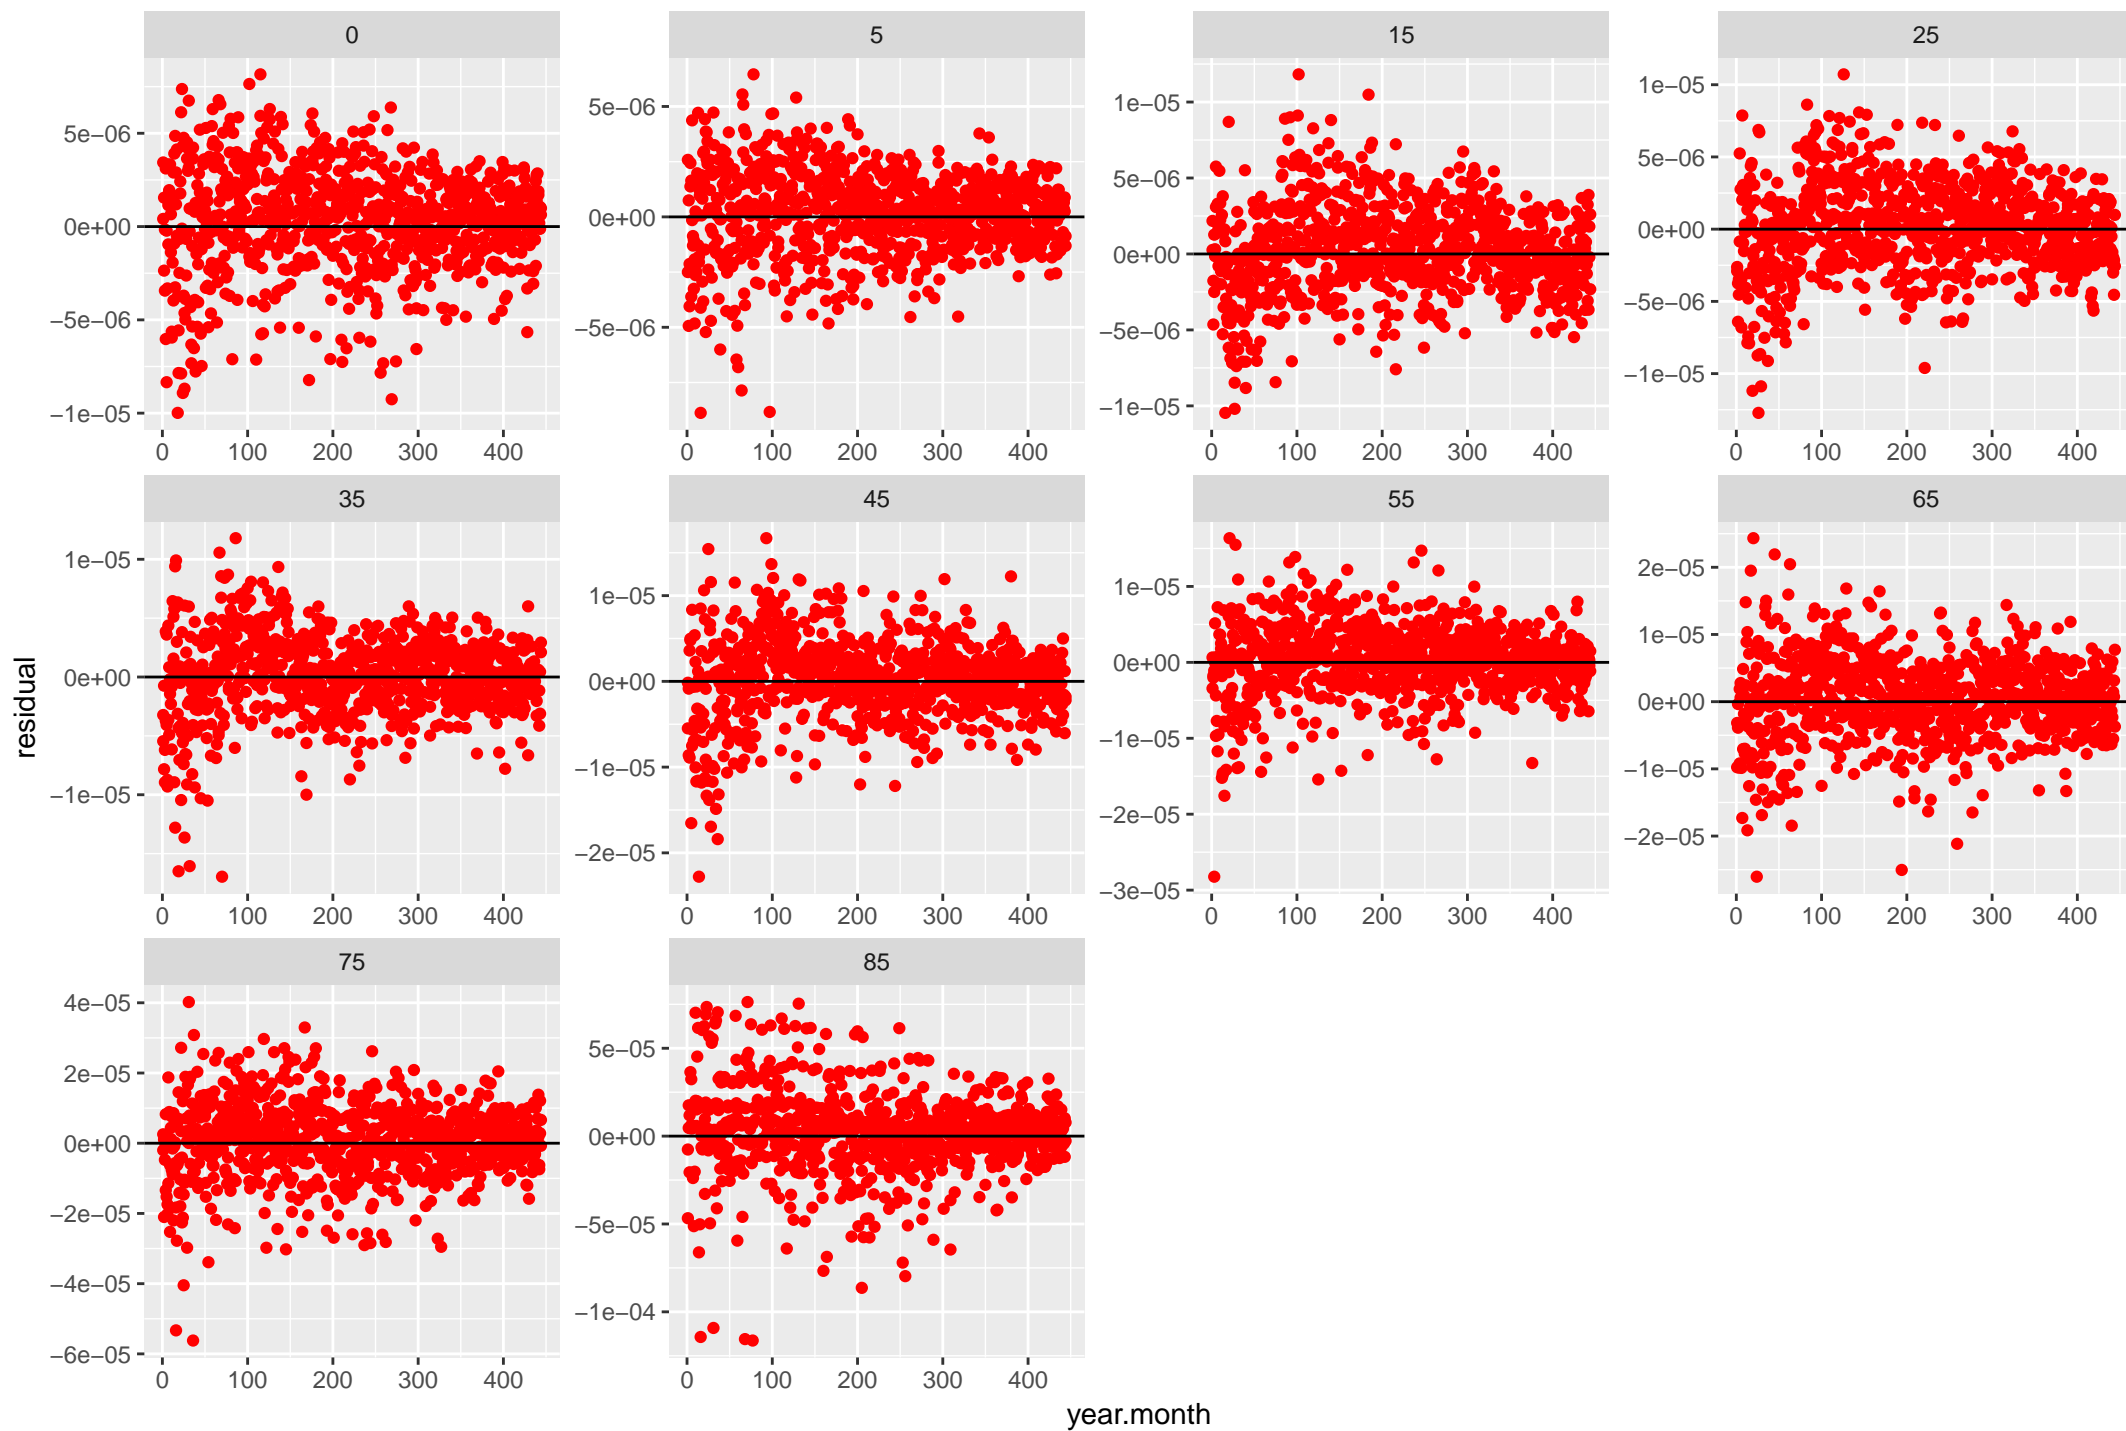 0 5 15 25
5e−06 0e+00 −5e−06 −1e−05
5e−06 0e+00 −5e−06
1e−05 5e−06 0e+00 −5e−06 −1e−05
1e−05 5e−06 0e+00 −5e−06 −1e−05
0 100 200 300 400 0 100 200 300 400 0 100 200 300 400 0 100 200 300 400
35 45 55 65
1e−05 0e+00 −1e−05
1e−05 0e+00 −1e−05 −2e−05
1e−05 0e+00 −1e−05 −2e−05 −3e−05
2e−05 1e−05 0e+00 −1e−05 −2e−05
0 100 200 300 400 0 100 200 300 400 0 100 200 300 400 0 100 200 300 400
residual
75 85
4e−05 2e−05 0e+00 −2e−05 −4e−05 −6e−05
5e−05 0e+00 −5e−05 −1e−04
0 100 200 300 400 0 100 200 300 400
year.month